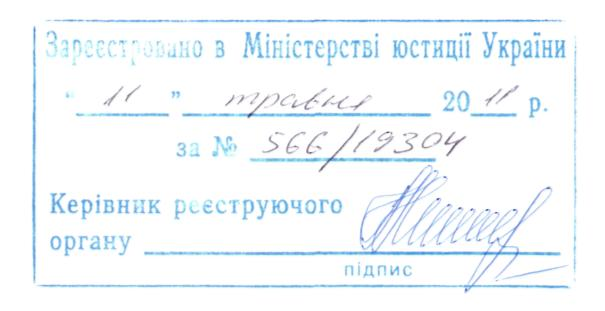 Зареєстровано в Міністерстві юстиції України
" 11 " травня 20 11 р.
за № 566/19304
Керівник реєструючого
органу
підпис